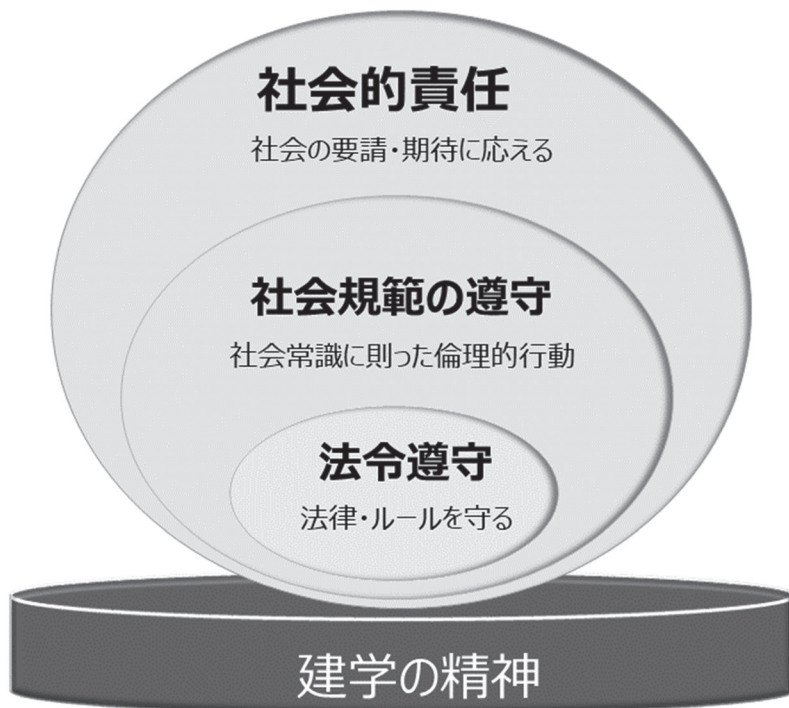 社会的責任
社会の要請・期待に応える
社会規範の遵守
社会常識に則った倫理的行動
法令遵守
法律・ルールを守る
建学の精神